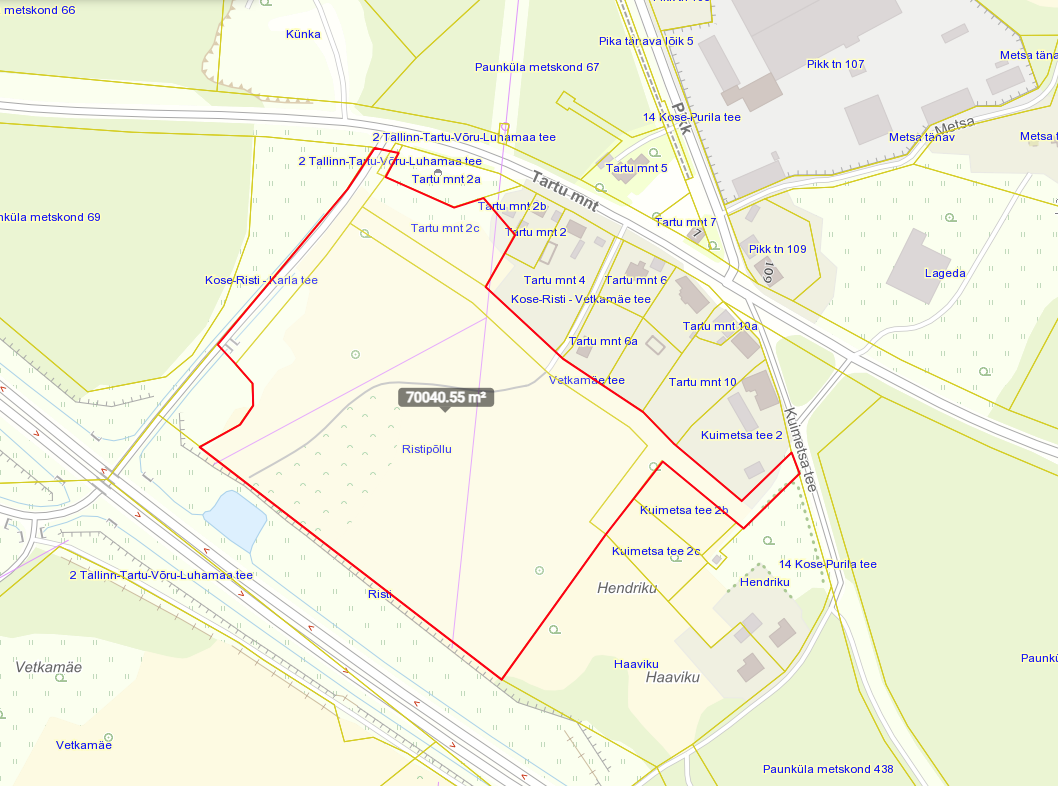 metskond 66
Künka
Pika tänava lõik 5
Paunküla metskond 67
Pikk tn 107
Metsa täna
14 Kose-Purila tee
Pikk
Metsa
Metsa tänav
Metsa t
2 Tallinn-Tartu-Võru-Luhamaa tee
2 Tallinn-Tartu-Võru-Luhamaa tee
Tartu mnt 5
Tartu mnt 2a
Tartu mnt
Tartu mnt 2b
nküla metskond 69
Tartu mnt 2c
Tartu mnt 2
Tartu mnt 7
7
Pikk tn 109
109
Lageda
Kose-Risti - Karla tee
Tartu mnt 4
Tartu mnt 6
Kose-Risti - Vetkamäe tee
Tartu mnt 10a
Tartu mnt 6a
Vetkamäe tee
Tartu mnt 10
70040.55 m²
Kuimetsa tee 2
Kuimetsa tee
Ristipõllu
Kuimetsa tee 2b
Kuimetsa tee 2c
14 Kose-Purila tee
2 Tallinn-Tartu-Võru-Luhamaa tee
Hendriku
Hendriku
Risti
Vetkamäe
Haaviku
Haaviku
Paunkü
Vetkamäe
Paunküla metskond 438